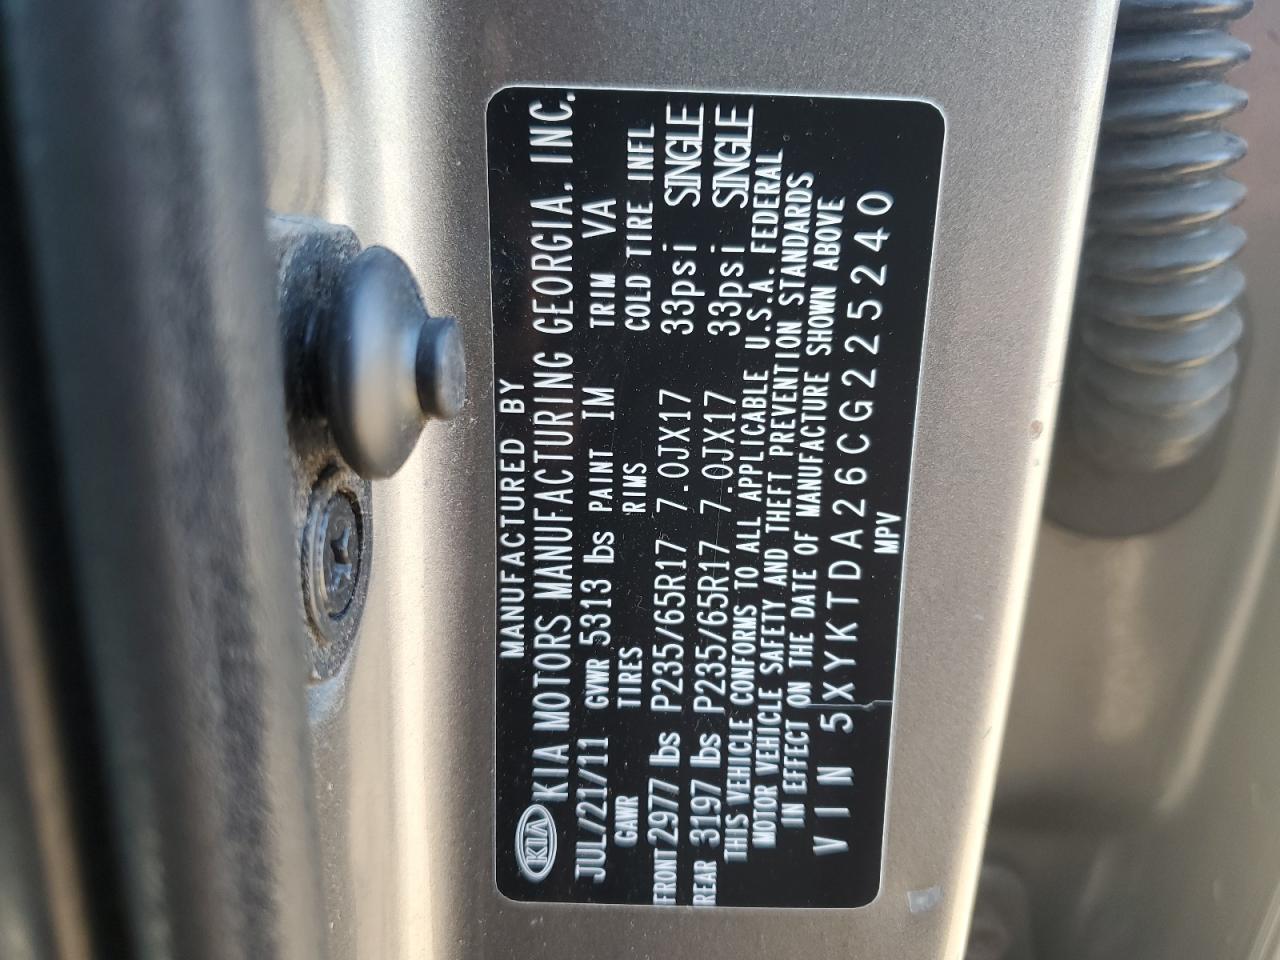 MANUFACTURED BY
KIA KIA MOTORS MANUFACTURING GEORGIA. INC.
JUL/21/11 GVWR 5313 lbs PAINT IM TRIM VA
GAWR TIRES RIMS COLD TIRE INFL
FRONT 2977 lbs P235/65R17 7.0JX17 33psi SINGLE
REAR 3197 lbs P235/65R17 7.0JX17 33psi SINGLE
THIS VEHICLE CONFORMS TO ALL APPLICABLE U.S.A. FEDERAL
MOTOR VEHICLE SAFETY AND THEFT PREVENTION STANDARDS
IN EFFECT ON THE DATE OF MANUFACTURE SHOWN ABOVE
VIN 5XYKTDA26CG225240
MPV